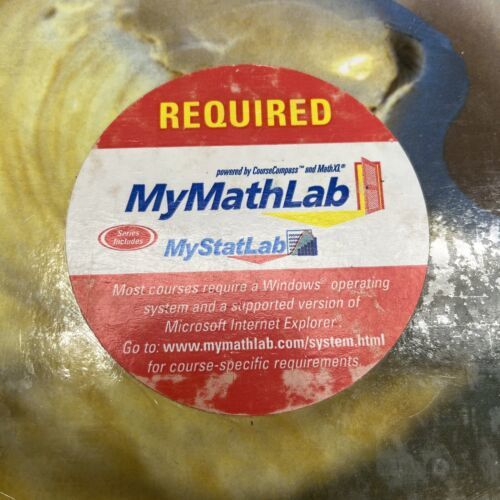 REQUIRED
powered by CourseCompass™ and MathXL®
MyMathLab
Series
Includes
MyStatLab
Most courses require a Windows® operating
system and a supported version of
Microsoft Internet Explorer.
Go to: www.mymathlab.com/system.html
for course-specific requirements.